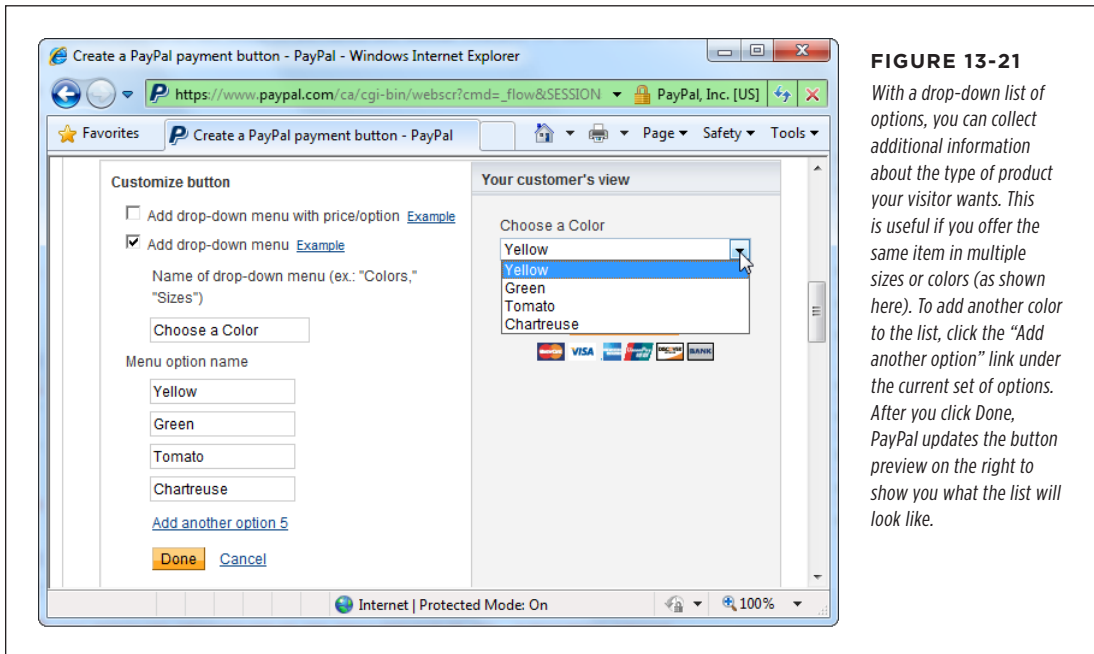 Create a PayPal payment button - PayPal - Windows Internet Explorer
https://www.paypal.com/ca/cgi-bin/webscr?cmd=_flow&SESSION
PayPal, Inc. [US]
Favorites
Create a PayPal payment button - PayPal
Page
Safety
Tools
Customize button
Add drop-down menu with price/option Example
Add drop-down menu Example
Name of drop-down menu (ex.: "Colors,"
"Sizes")
Choose a Color
Menu option name
Yellow
Green
Tomato
Chartreuse
Add another option 5
Done Cancel
Your customer's view
Choose a Color
Yellow
Yellow
Green
Tomato
Chartreuse
VISA
BANK
Internet | Protected Mode: On
100%
FIGURE 13-21
With a drop-down list of
options, you can collect
additional information
about the type of product
your visitor wants. This
is useful if you offer the
same item in multiple
sizes or colors (as shown
here). To add another color
to the list, click the “Add
another option” link under
the current set of options.
After you click Done,
PayPal updates the button
preview on the right to
show you what the list will
look like.